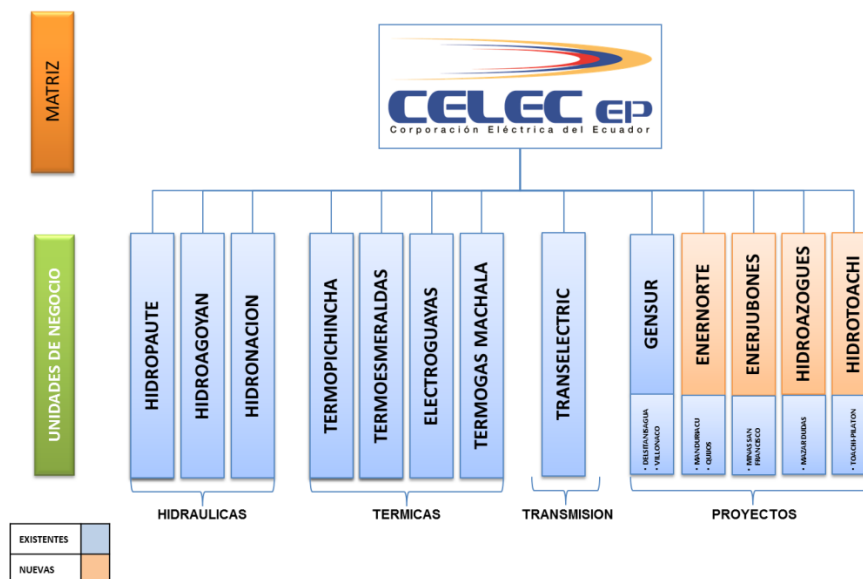 MATRIZ
CELEC EP
Corporación Eléctrica del Ecuador
UNIDADES DE NEGOCIO
HIDROPAUTE
HIDROAGOYAN
HIDRONACION
TERMOPICHINCHA
TERMOESMERALDAS
ELECTROGUAYAS
TERMOGAS MACHALA
TRANSELECTRIC
GENSUR
ENERNORTE
ENERJUBONES
HIDROAZOGUES
HIDROTOACHI
• DELSITANISAGUA
• VILLONACO
• MANDURIACU
• QUIJOS
• MINAS SAN
FRANCISCO
• MAZAR DUDAS
• TOACHI-PILATON
HIDRAULICAS
TERMICAS
TRANSMISION
PROYECTOS
EXISTENTES
NUEVAS